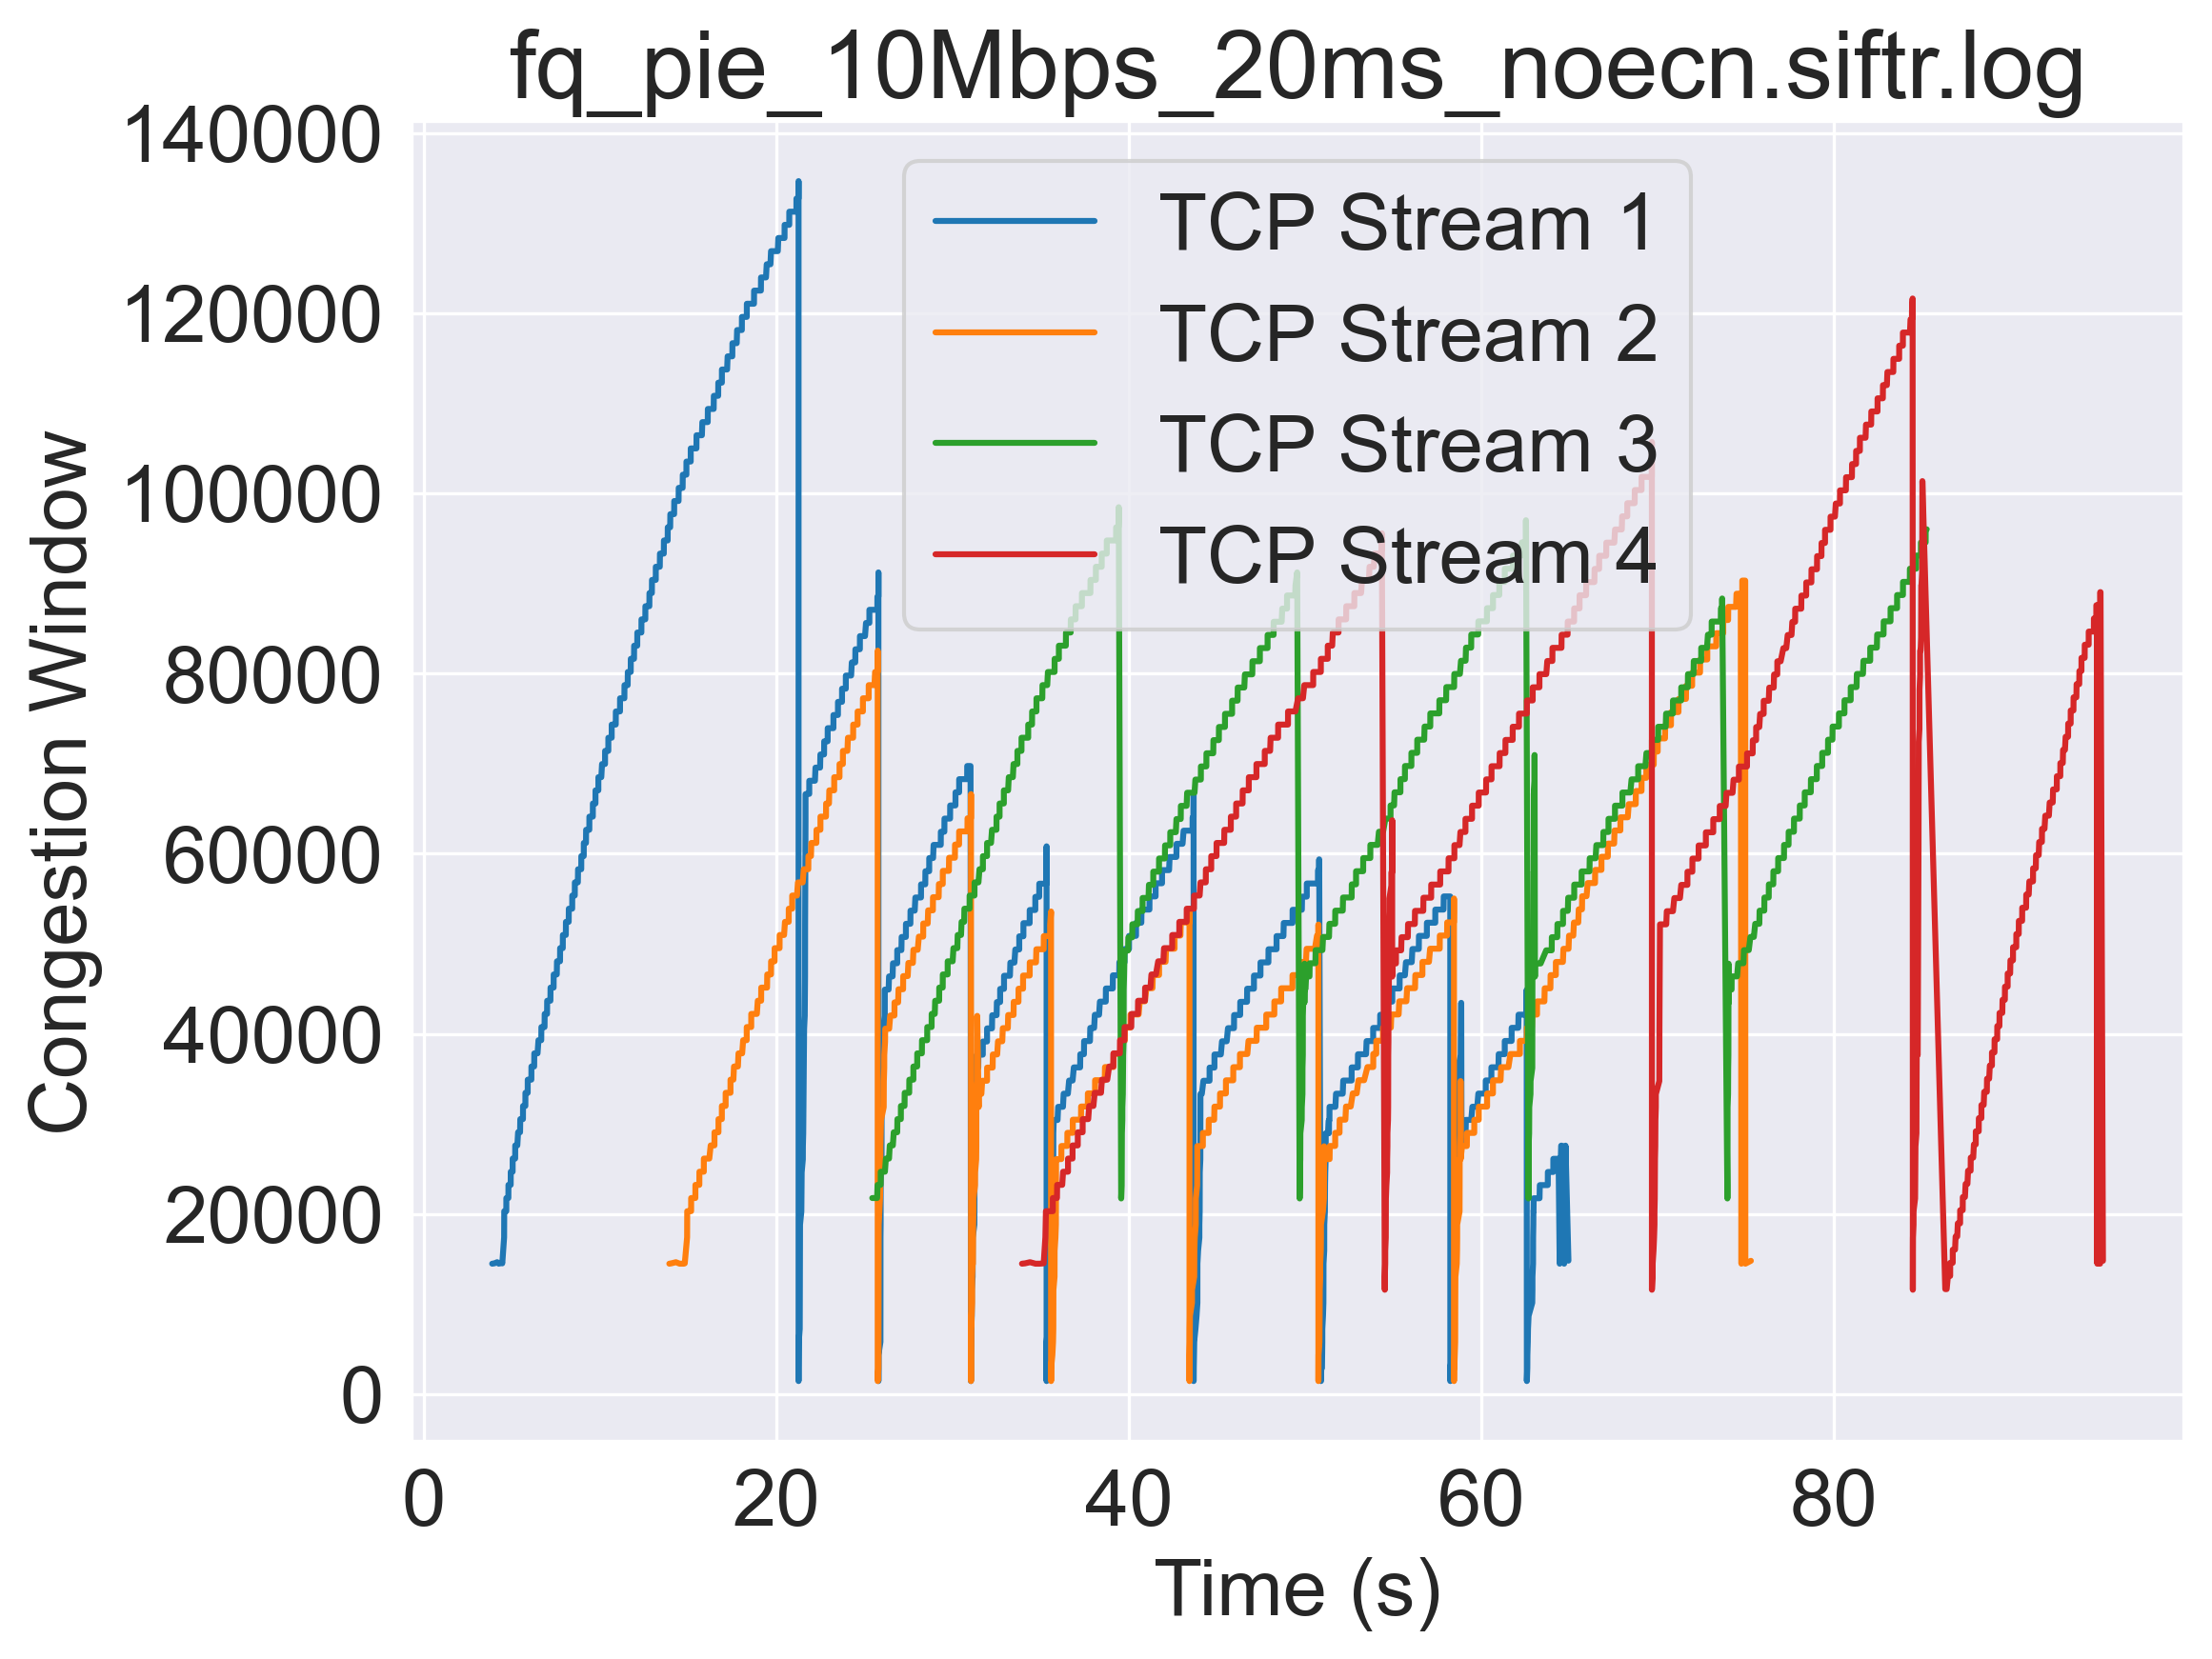 fq_pie_10Mbps_20ms_noecn.siftr.log
140000
120000
100000
80000
60000
40000
20000
0
Congestion Window
TCP Stream 1
TCP Stream 2
TCP Stream 3
TCP Stream 4
0 20 40 60 80
Time (s)